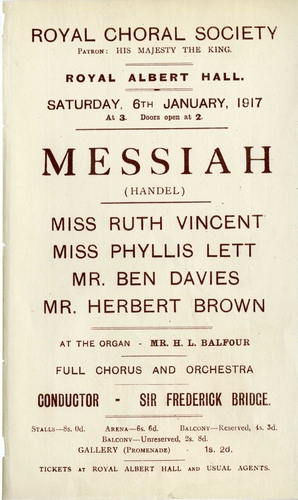 ROYAL CHORAL SOCIETY
PATRON: HIS MAJESTY THE KING.
ROYAL ALBERT HALL.
SATURDAY, 6TH JANUARY, 1917
At 3. Doors open at 2.
MESSIAH
(HANDEL)
MISS RUTH VINCENT
MISS PHYLLIS LETT
MR. BEN DAVIES
MR. HERBERT BROWN
AT THE ORGAN - MR. H. L. BALFOUR
FULL CHORUS AND ORCHESTRA
CONDUCTOR - SIR FREDERICK BRIDGE.
STALLS—8s. 0d. ARENA—6s. 6d. BALCONY—Reserved, 4s. 3d.
BALCONY—Unreserved, 2s. 8d.
GALLERY (PROMENADE) - 1s. 2d.
TICKETS AT ROYAL ALBERT HALL AND USUAL AGENTS.